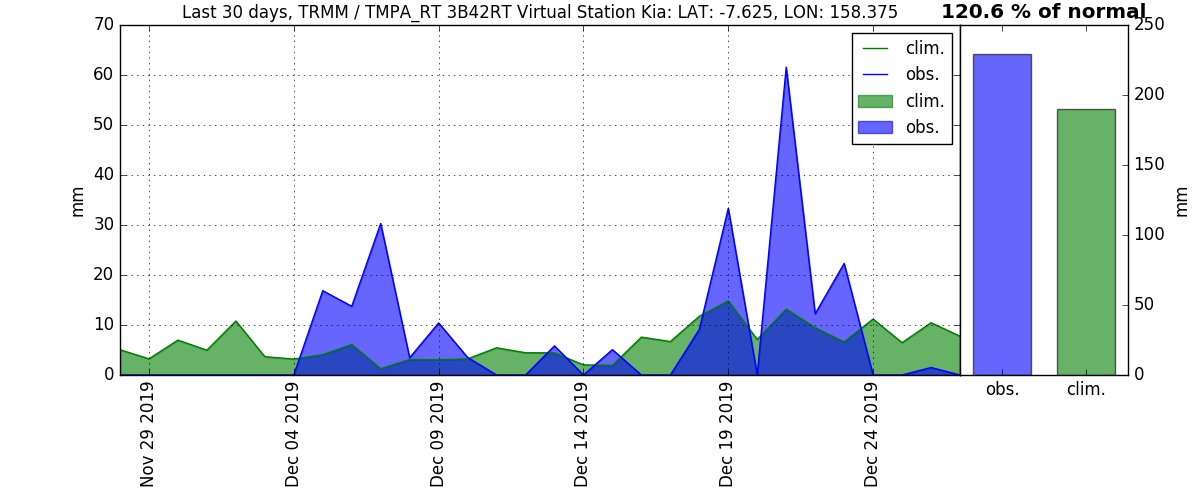 Last 30 days, TRMM / TMPA_RT 3B42RT Virtual Station Kia: LAT: -7.625, LON: 158.375
120.6 % of normal
70
60
50
40
30
20
10
0
mm
clim.
obs.
clim.
obs.
Nov 29 2019
Dec 04 2019
Dec 09 2019
Dec 14 2019
Dec 19 2019
Dec 24 2019
250
200
150
100
50
0
mm
obs.
clim.